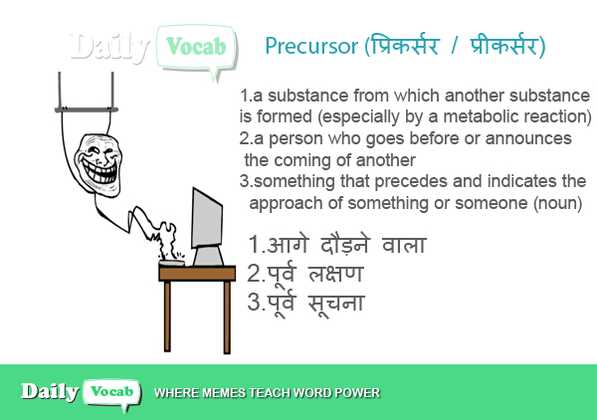 Daily Vocab
Precursor (प्रिकर्सर / प्रीकर्सर)
1.a substance from which another substance
is formed (especially by a metabolic reaction)
2.a person who goes before or announces
the coming of another
3.something that precedes and indicates the
approach of something or someone (noun)
1.आगे दौड़ने वाला
2.पूर्व लक्षण
3.पूर्व सूचना
Daily Vocab WHERE MEMES TEACH WORD POWER